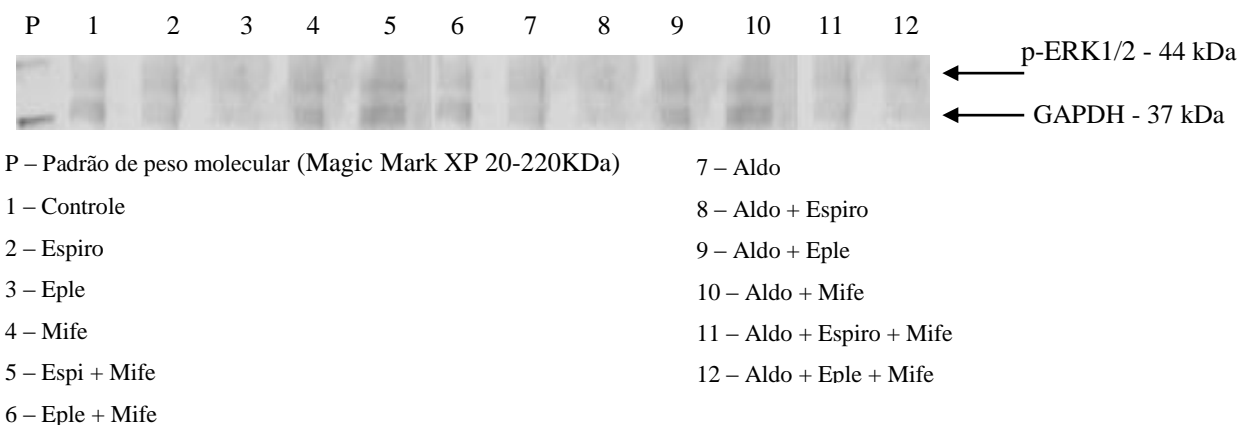 P 1 2 3 4 5 6 7 8 9 10 11 12
p-ERK1/2 - 44 kDa
GAPDH - 37 kDa
P – Padrão de peso molecular (Magic Mark XP 20-220KDa)
1 – Controle
2 – Espiro
3 – Eple
4 – Mife
5 – Espi + Mife
6 – Eple + Mife
7 – Aldo
8 – Aldo + Espiro
9 – Aldo + Eple
10 – Aldo + Mife
11 – Aldo + Espiro + Mife
12 – Aldo + Eple + Mife